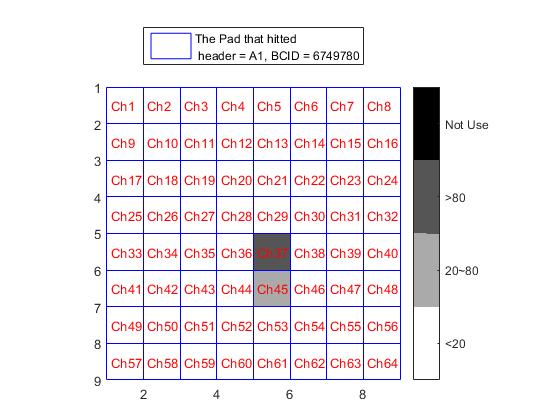 The Pad that hitted
header = A1, BCID = 6749780
1
Ch1 Ch2 Ch3 Ch4 Ch5 Ch6 Ch7 Ch8
2
Not Use
Ch9 Ch10 Ch11 Ch12 Ch13 Ch14 Ch15 Ch16
3
Ch17 Ch18 Ch19 Ch20 Ch21 Ch22 Ch23 Ch24
>80
4
Ch25 Ch26 Ch27 Ch28 Ch29 Ch30 Ch31 Ch32
5
Ch33 Ch34 Ch35 Ch36 Ch37 Ch38 Ch39 Ch40
20~80
6
Ch41 Ch42 Ch43 Ch44 Ch45 Ch46 Ch47 Ch48
7
Ch49 Ch50 Ch51 Ch52 Ch53 Ch54 Ch55 Ch56
8
<20
Ch57 Ch58 Ch59 Ch60 Ch61 Ch62 Ch63 Ch64
9
2 4 6 8